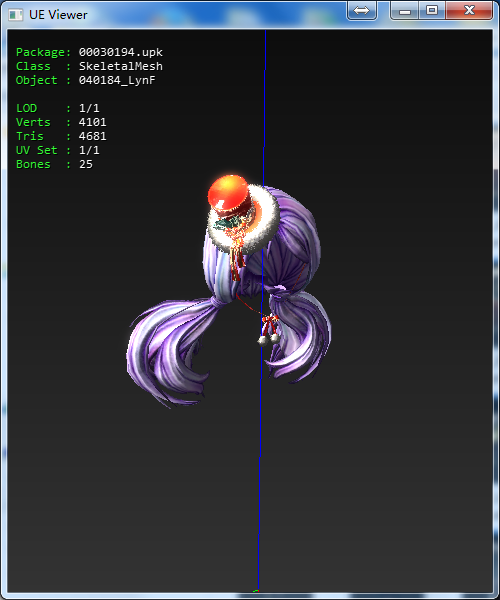 UE Viewer
Package: 00030194.upk
Class : SkeletalMesh
Object : 040184_LynF
LOD : 1/1
Verts : 4101
Tris : 4681
UV Set : 1/1
Bones : 25